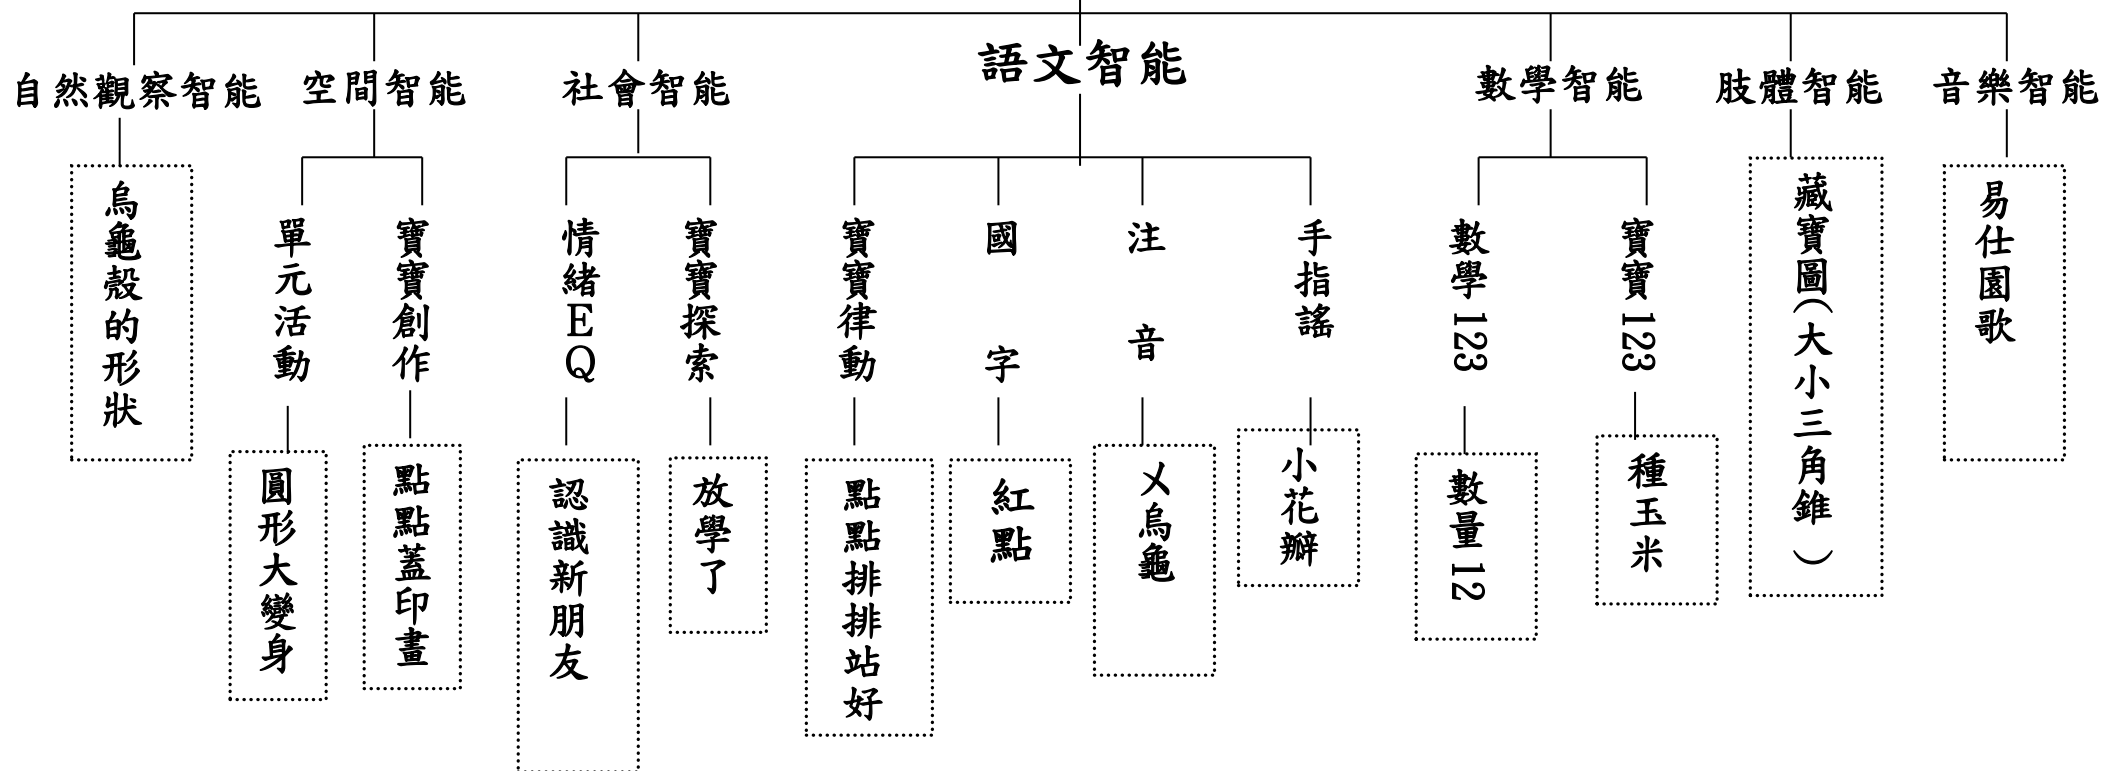 自然觀察智能
空間智能
社會智能
語文智能
數學智能
肢體智能
音樂智能
烏龜殼的形狀
單元活動
寶寶創作
情緒EQ
寶寶探索
寶寶律動
國字
注音
手指謠
數學123
寶寶123
藏寶圖(大小三角錐)
易仕園歌
圓形大變身
點點蓋印畫
認識新朋友
放學了
點點排排站好
紅點
ㄨ烏龜
小花瓣
數量12
種玉米